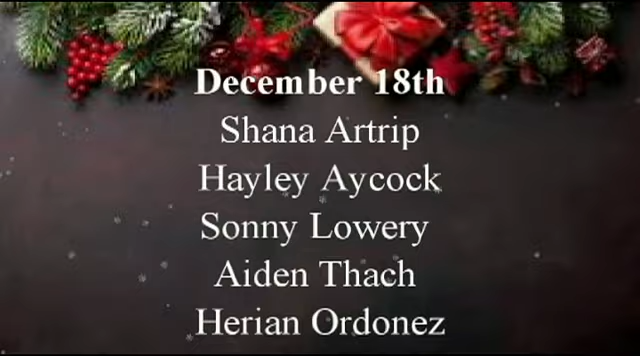 December 18th
Shana Artrip
Hayley Aycock
Sonny Lowery
Aiden Thach
Herian Ordonez